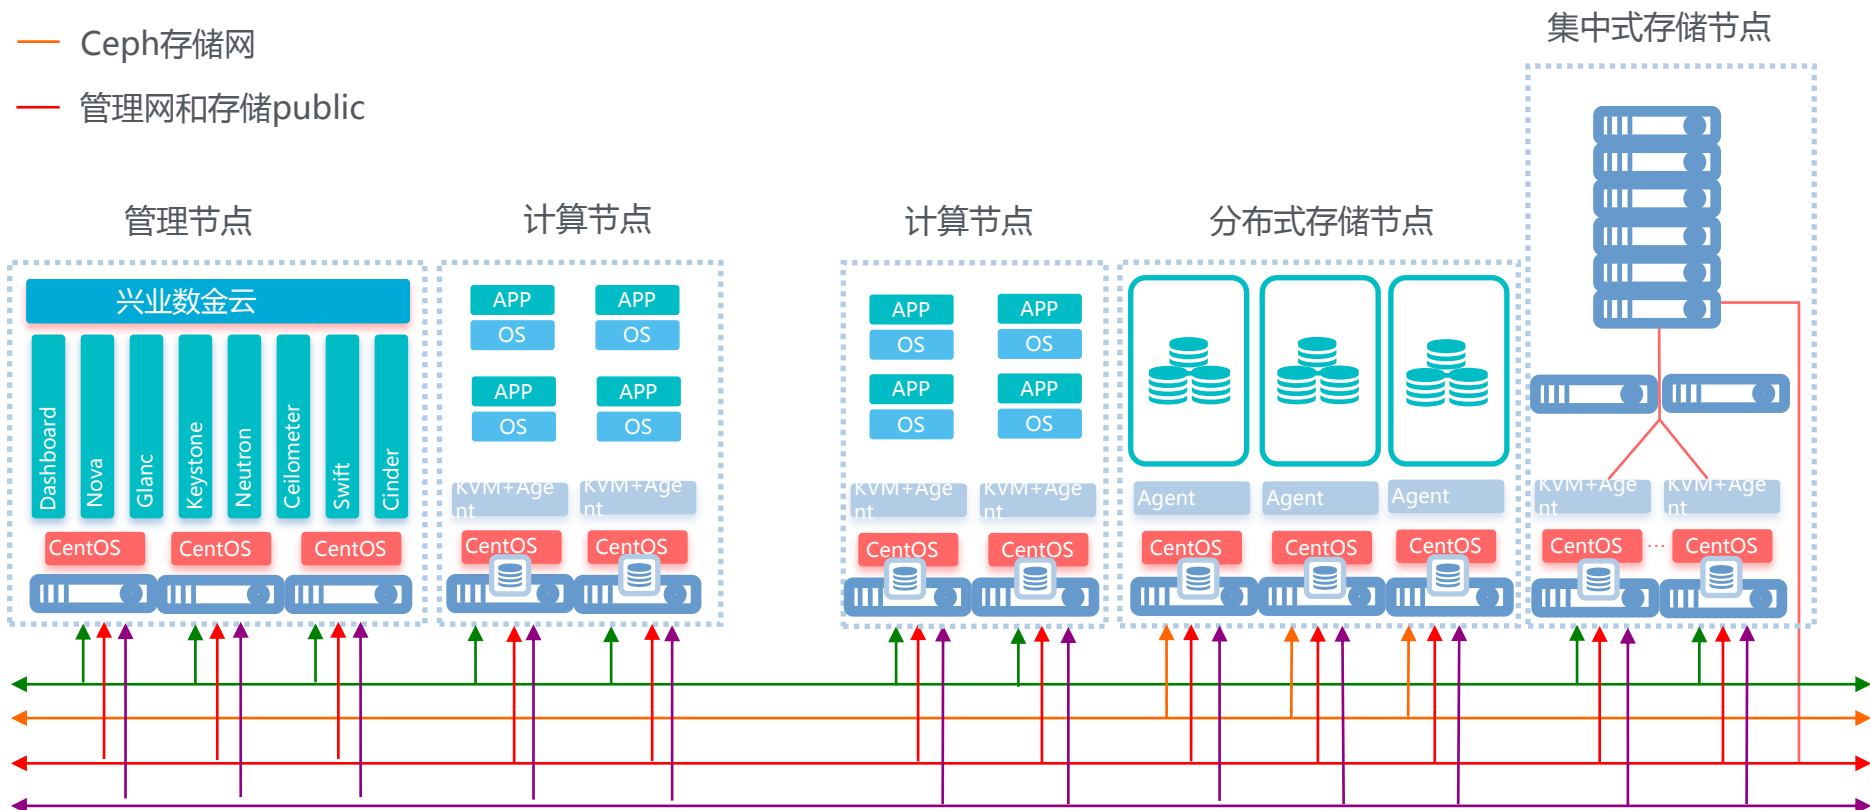 Ceph存储网
管理网和存储public
集中式存储节点
管理节点
计算节点
计算节点
分布式存储节点
兴业数金云
Dashboard
Nova
Glanc
Keystone
Neutron
Ceilometer
Swift
Cinder
CentOS
CentOS
CentOS
APP
APP
OS
OS
APP
APP
OS
OS
KVM+Age
nt
KVM+Age
nt
CentOS
CentOS
APP
APP
OS
OS
APP
APP
OS
OS
KVM+Age
nt
KVM+Age
nt
CentOS
CentOS
Agent
Agent
Agent
CentOS
CentOS
CentOS
KVM+Age
nt
KVM+Age
nt
CentOS
...
CentOS